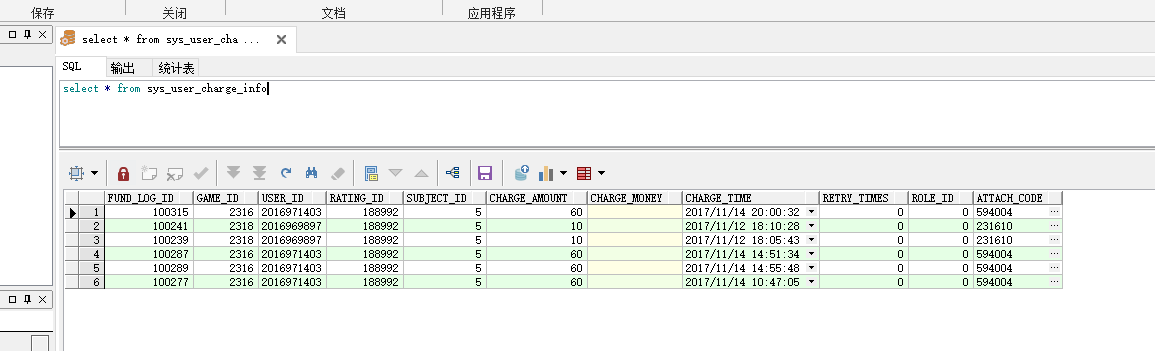 保存 关闭 文档 应用程序
select * from sys_user_cha ...
SQL 输出 统计表
select * from sys_user_charge_info
FUND_LOG_ID GAME_ID USER_ID RATING_ID SUBJECT_ID CHARGE_AMOUNT CHARGE_MONEY CHARGE_TIME RETRY_TIMES ROLE_ID ATTACH_CODE
1 100315 2316 2016971403 188992 5 60 2017/11/14 20:00:32 0 0 594004 ...
2 100241 2318 2016969897 188992 5 10 2017/11/12 18:10:28 0 0 231610 ...
3 100239 2318 2016969897 188992 5 10 2017/11/12 18:05:43 0 0 231610 ...
4 100287 2316 2016971403 188992 5 60 2017/11/14 14:51:34 0 0 594004 ...
5 100289 2316 2016971403 188992 5 60 2017/11/14 14:55:48 0 0 594004 ...
6 100277 2316 2016971403 188992 5 60 2017/11/14 10:47:05 0 0 594004 ...